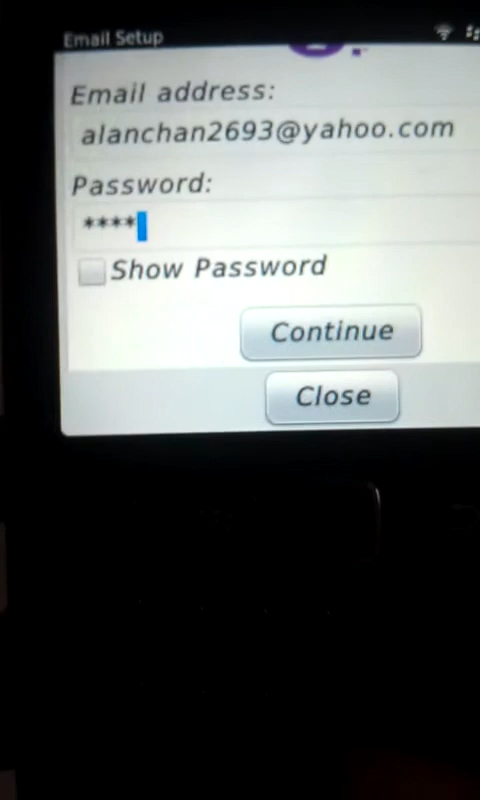 Email Setup
Email address:
alanchan2693@yahoo.com
Password:
****
Show Password
Continue
Close